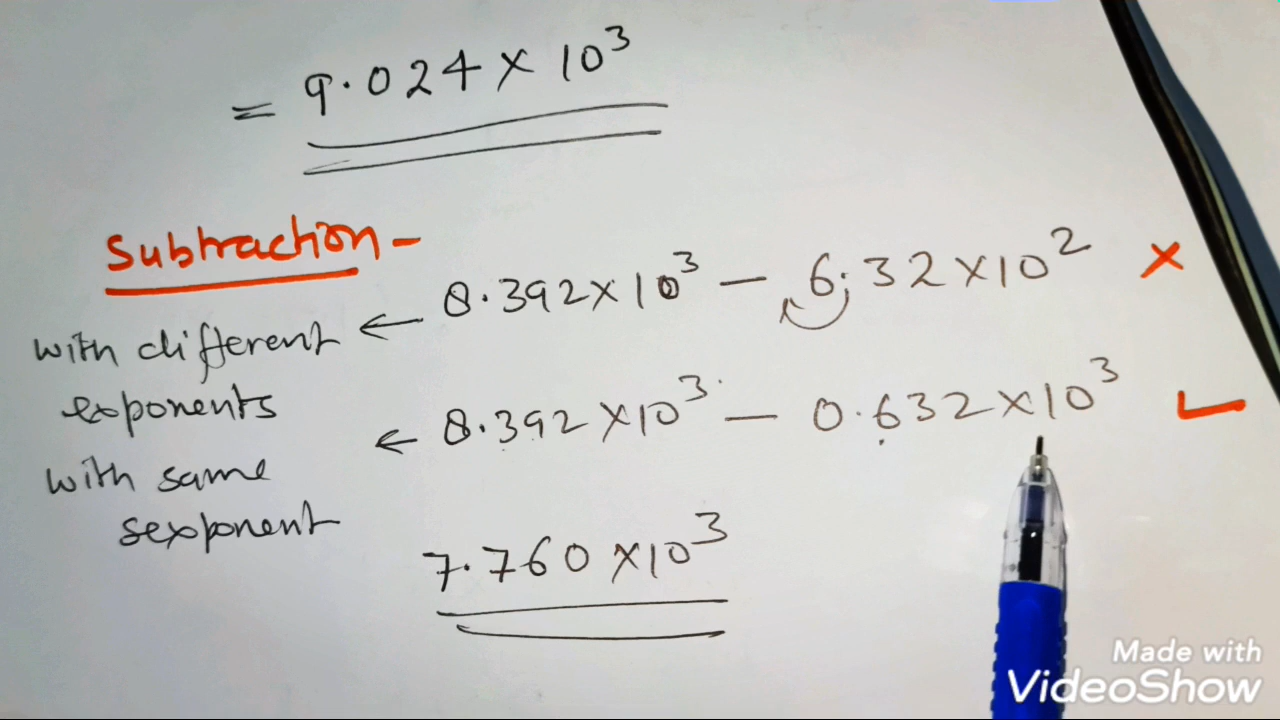 = 9.024 × 10³
Subtraction -
8.392 × 10³ – 6.32 × 10² ×
with different ←
exponents
← 8.392 × 10³ – 0.632 × 10³ ✓
with same
sexponent
7.760 × 10³
Made with
VideoShow